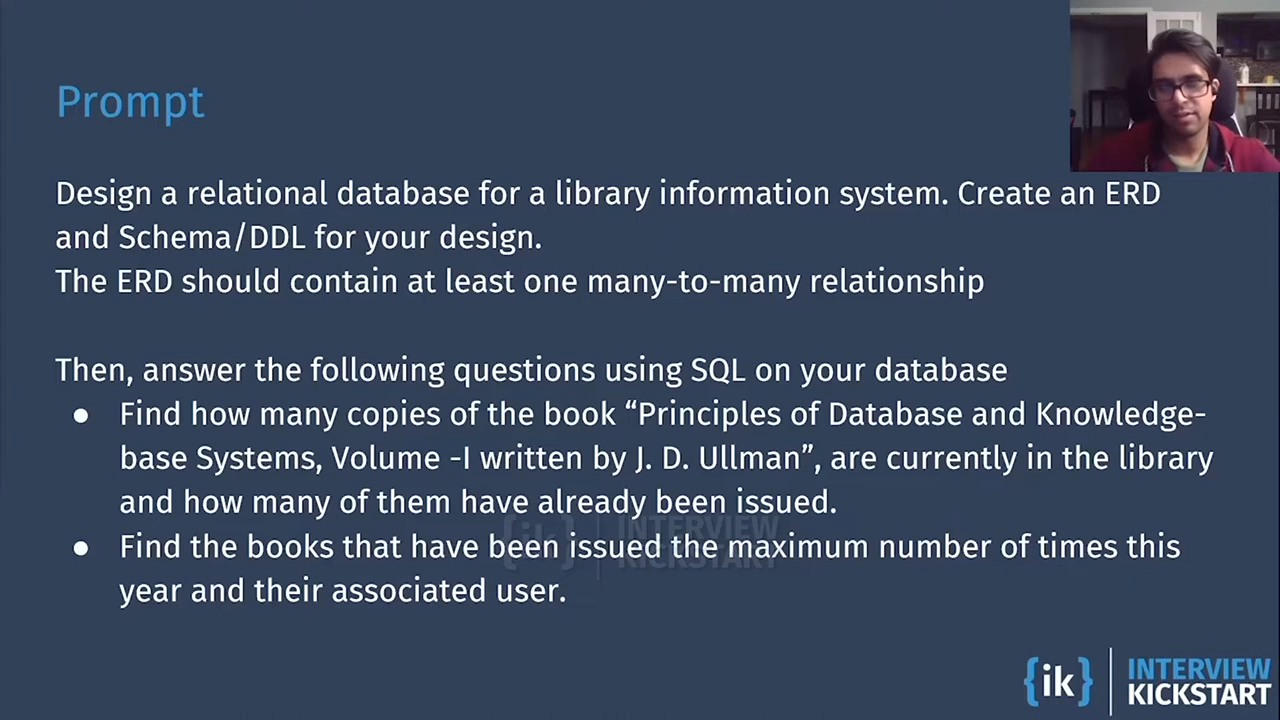 Prompt
Design a relational database for a library information system. Create an ERD
and Schema/DDL for your design.
The ERD should contain at least one many-to-many relationship
Then, answer the following questions using SQL on your database
● Find how many copies of the book “Principles of Database and Knowledge-
base Systems, Volume -I written by J. D. Ullman”, are currently in the library
and how many of them have already been issued.
● Find the books that have been issued the maximum number of times this
year and their associated user.
{ik} INTERVIEW
KICKSTART
{ik} INTERVIEW
KICKSTART